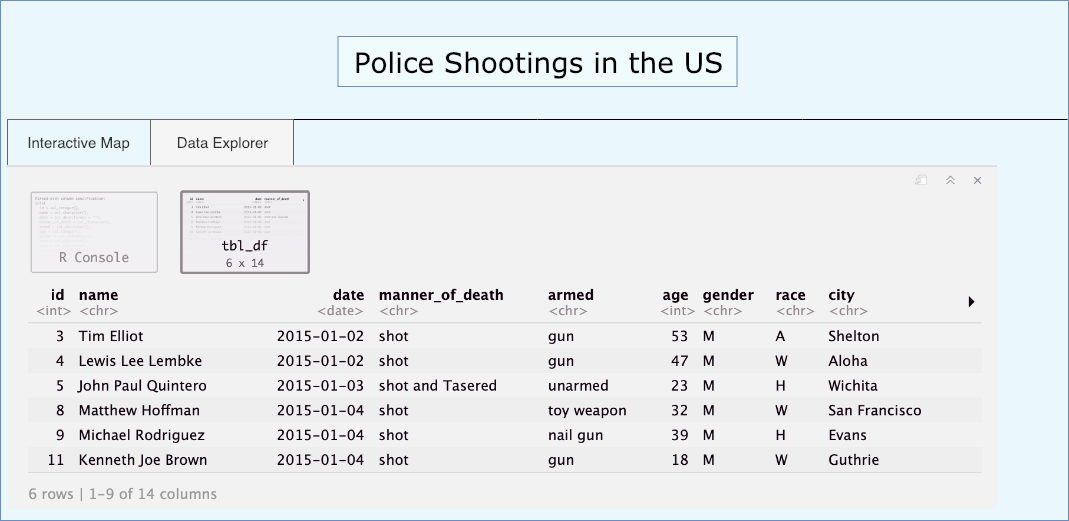 Police Shootings in the US
Interactive Map Data Explorer
R Console tbl_df
6 x 14
id name date manner_of_death armed age gender race city
<int> <chr> <date> <chr> <chr> <int> <chr> <chr> <chr>
3 Tim Elliot 2015-01-02 shot gun 53 M A Shelton
4 Lewis Lee Lembke 2015-01-02 shot gun 47 M W Aloha
5 John Paul Quintero 2015-01-03 shot and Tasered unarmed 23 M H Wichita
8 Matthew Hoffman 2015-01-04 shot toy weapon 32 M W San Francisco
9 Michael Rodriguez 2015-01-04 shot nail gun 39 M H Evans
11 Kenneth Joe Brown 2015-01-04 shot gun 18 M W Guthrie
6 rows | 1-9 of 14 columns